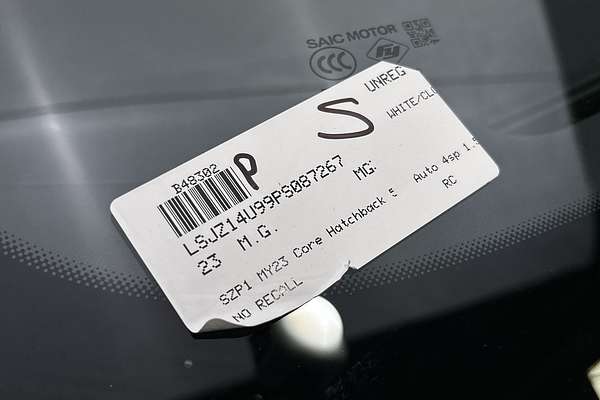 SAIC MOTOR
CCC
UNREG
S
WHITE/CL
B48302
P
LSJZ14U99PS087267
MG:
23 M.G.
Auto 4sp 1.5
SZP1 MY23 Core Hatchback 5
RC
NO RECALL